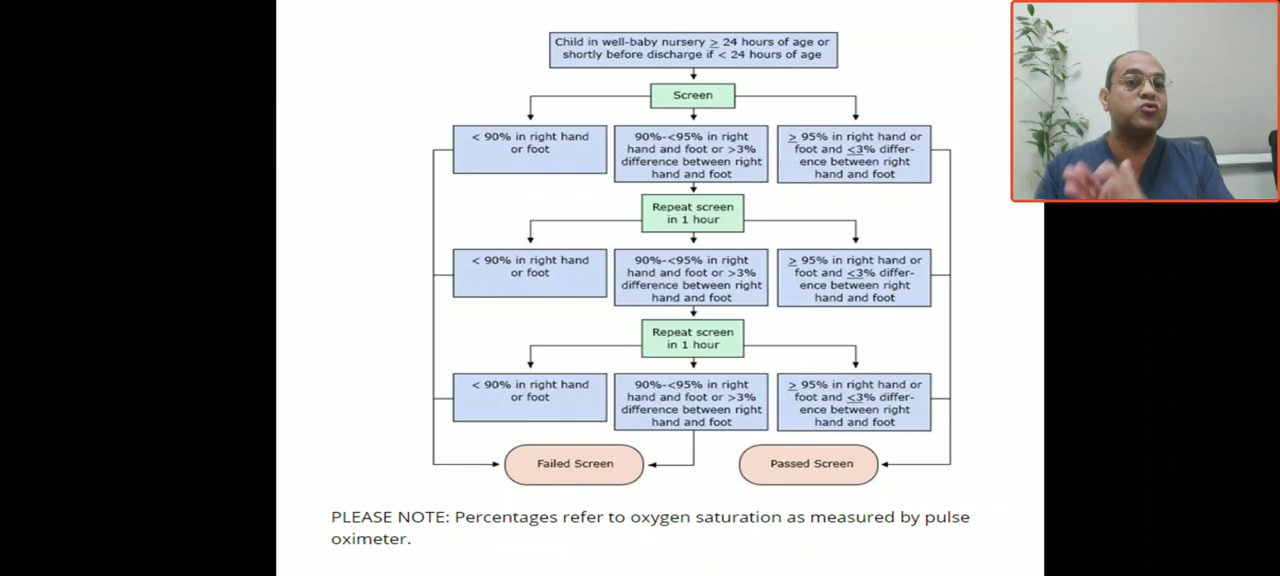 Child in well-baby nursery ≥ 24 hours of age or
shortly before discharge if < 24 hours of age
Screen
< 90% in right hand
or foot
90%-<95% in right
hand and foot or >3%
difference between right
hand and foot
≥ 95% in right hand or
foot and ≤3% differ-
ence between right
hand and foot
Repeat screen
in 1 hour
< 90% in right hand
or foot
90%-<95% in right
hand and foot or >3%
difference between right
hand and foot
≥ 95% in right hand or
foot and ≤3% differ-
ence between right
hand and foot
Repeat screen
in 1 hour
< 90% in right hand
or foot
90%-<95% in right
hand and foot or >3%
difference between right
hand and foot
≥ 95% in right hand or
foot and ≤3% differ-
ence between right
hand and foot
Failed Screen
Passed Screen
PLEASE NOTE: Percentages refer to oxygen saturation as measured by pulse
oximeter.